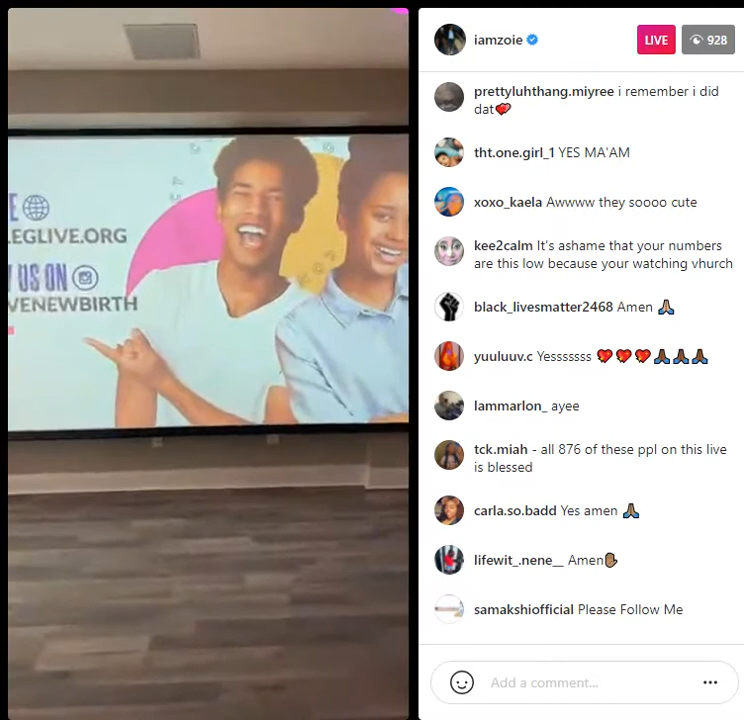 E
.EGLIVE.ORG
US ON
VENEWBIRTH
iamzoie
LIVE
928
prettyluhthang.miyree i remember i did
dat💘
tht.one.girl_1 YES MA'AM
xoxo_kaela Awwww they soooo cute
kee2calm It's ashame that your numbers
are this low because your watching vhurch
black_livesmatter2468 Amen 🙏🏽
yuuluuv.c Yesssssss 💘💘💘🙏🏾🙏🏾🙏🏾
lammarlon_ ayee
tck.miah - all 876 of these ppl on this live
is blessed
carla.so.badd Yes amen 🙏🏽
lifewit_.nene__ Amen✋🏽
samakshiofficial Please Follow Me
Add a comment...